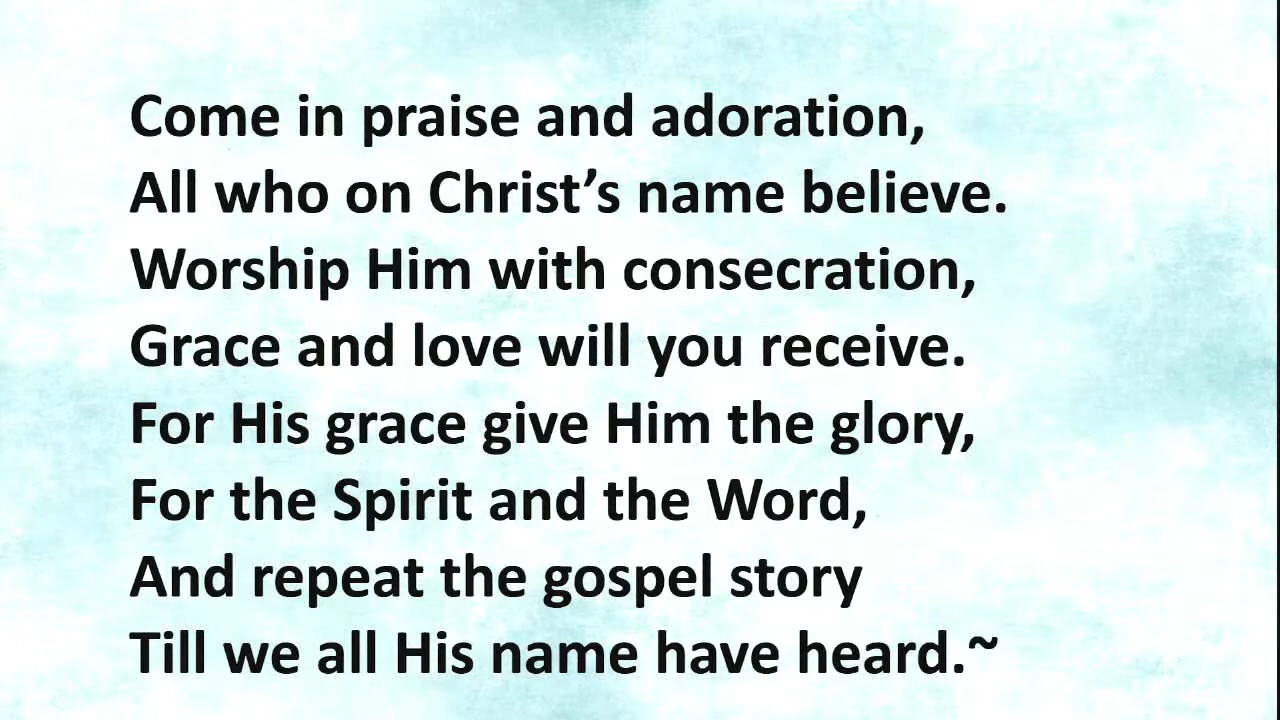 Come in praise and adoration,
All who on Christ’s name believe.
Worship Him with consecration,
Grace and love will you receive.
For His grace give Him the glory,
For the Spirit and the Word,
And repeat the gospel story
Till we all His name have heard.~